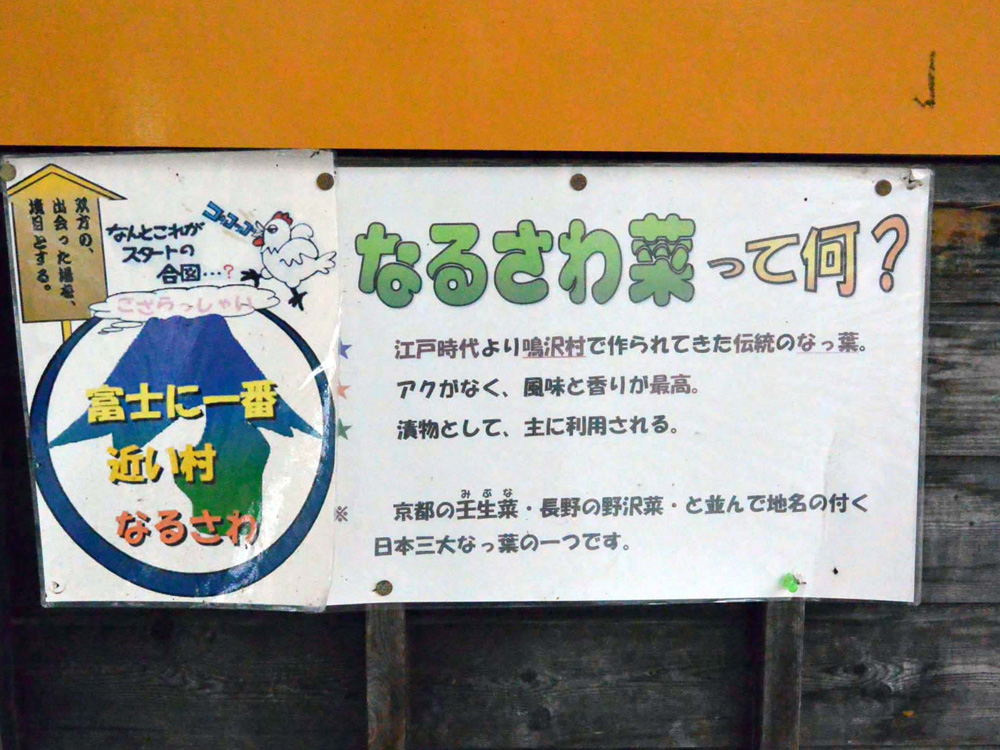 双方の、
出会った場を、
境目とする。
なんとこれが
スタートの
合図…?
コッコーコー
ござらっしゃい
富士に一番
近い村
なるさわ
なるさわ菜って何？
江戸時代より鳴沢村で作られてきた伝統のなっ葉。
アクがなく、風味と香りが最高。
漬物として、主に利用される。
みぶな
※ 京都の壬生菜・長野の野沢菜・と並んで地名の付く
日本三大なっ葉の一つです。